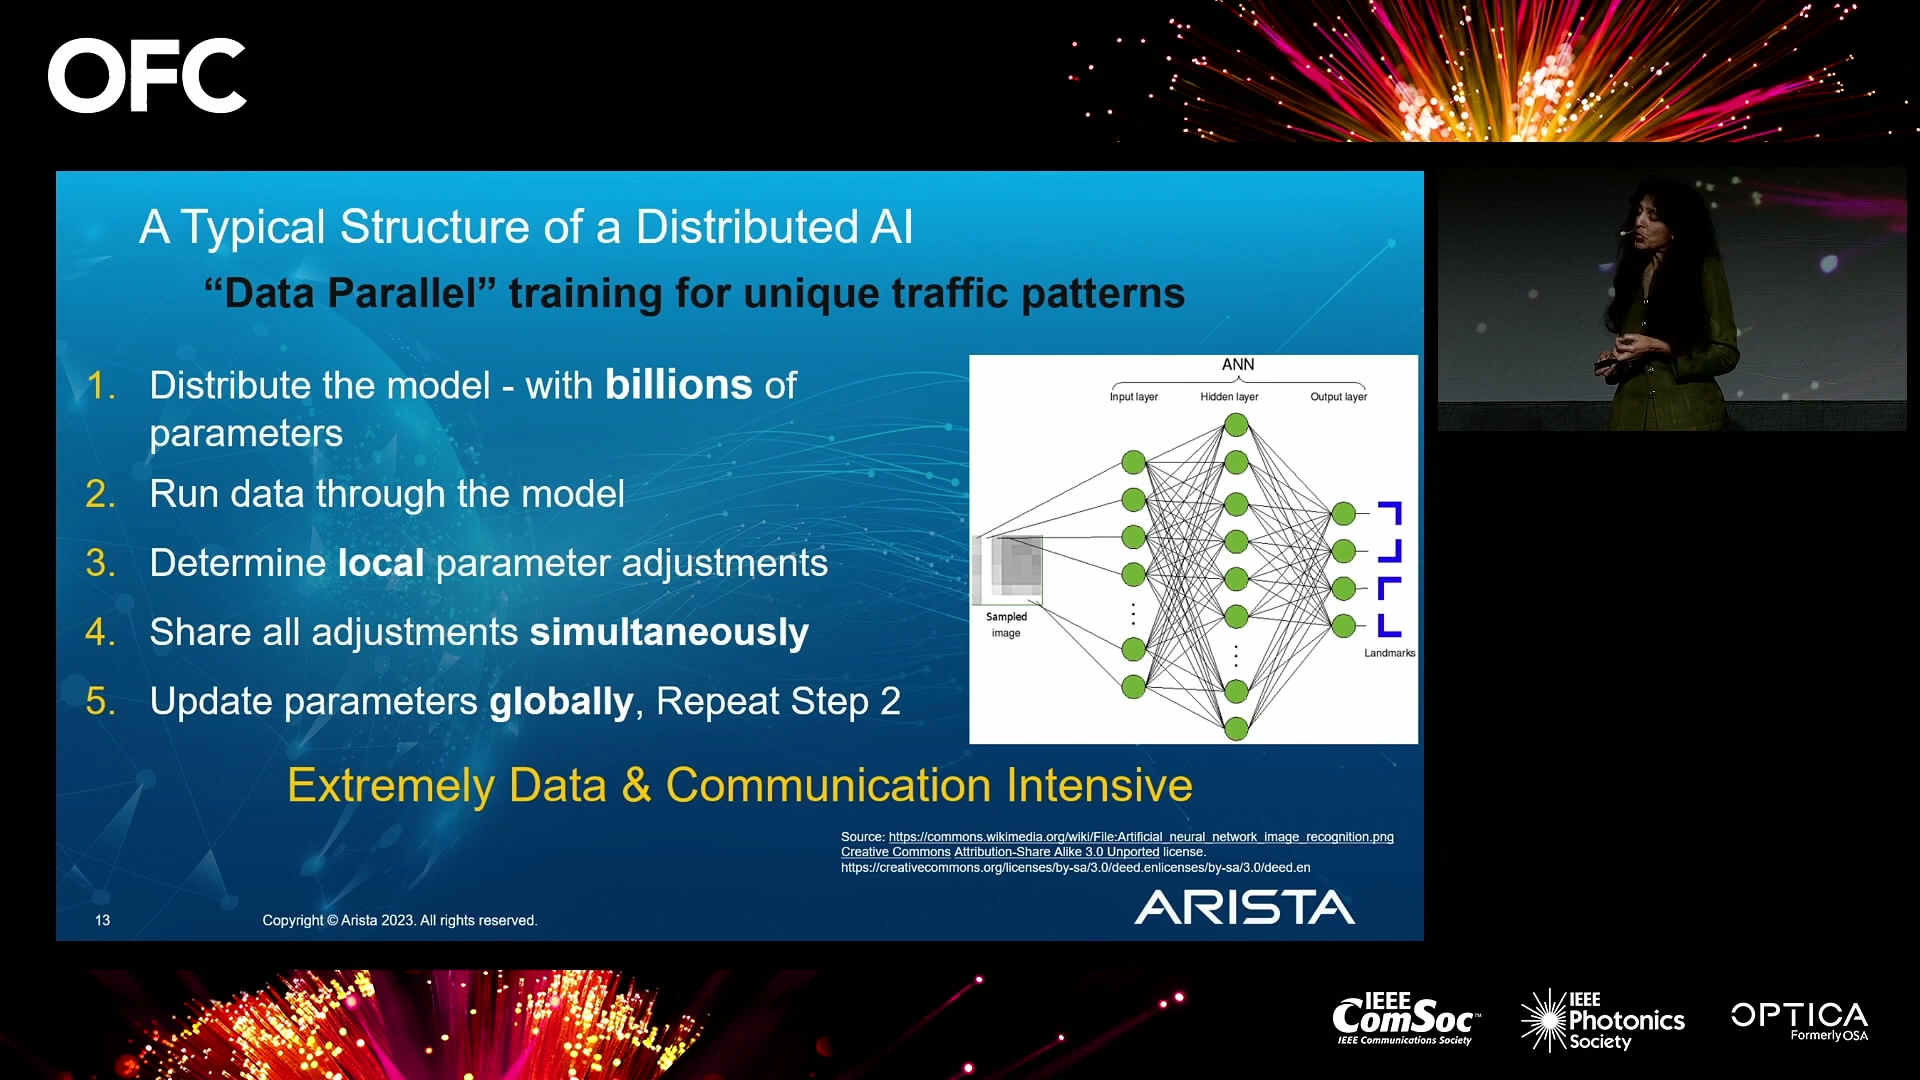 OFC
A Typical Structure of a Distributed AI
“Data Parallel” training for unique traffic patterns
1. Distribute the model - with billions of
parameters
2. Run data through the model
3. Determine local parameter adjustments
4. Share all adjustments simultaneously
5. Update parameters globally, Repeat Step 2
ANN
Input layer
Hidden layer
Output layer
Sampled
image
Landmarks
Extremely Data & Communication Intensive
Source: https://commons.wikimedia.org/wiki/File:Artificial_neural_network_image_recognition.png
Creative Commons Attribution-Share Alike 3.0 Unported license.
https://creativecommons.org/licenses/by-sa/3.0/deed.enlicenses/by-sa/3.0/deed.en
ARISTA
13
Copyright © Arista 2023. All rights reserved.
IEEE
ComSoc™
IEEE Communications Society
IEEE
Photonics
Society
OPTICA
Formerly OSA